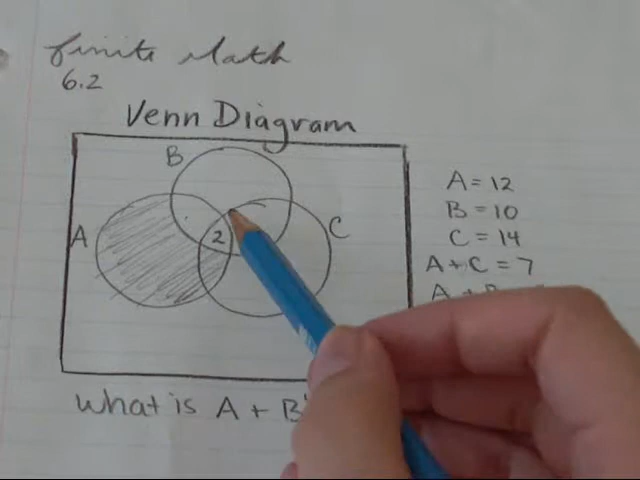 finite Math
6.2
Venn Diagram
B
A
C
2
A = 12
B = 10
C = 14
A + C = 7
A + B
What is A + B'